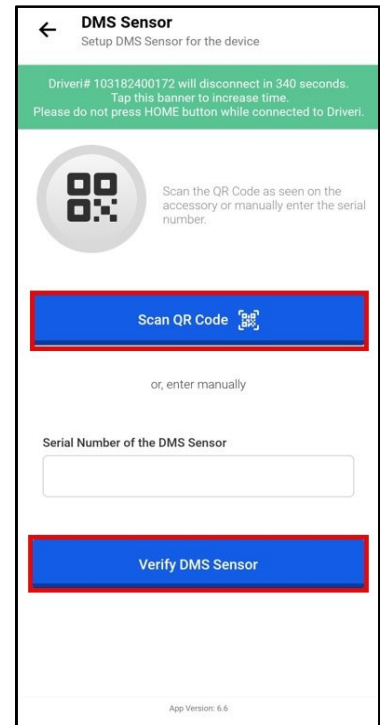 DMS Sensor
Setup DMS Sensor for the device
Driveri# 103182400172 will disconnect in 340 seconds.
Tap this banner to increase time.
Please do not press HOME button while connected to Driveri.
Scan the QR Code as seen on the
accessory or manually enter the serial
number.
Scan QR Code
or, enter manually
Serial Number of the DMS Sensor
Verify DMS Sensor
App Version: 6.6